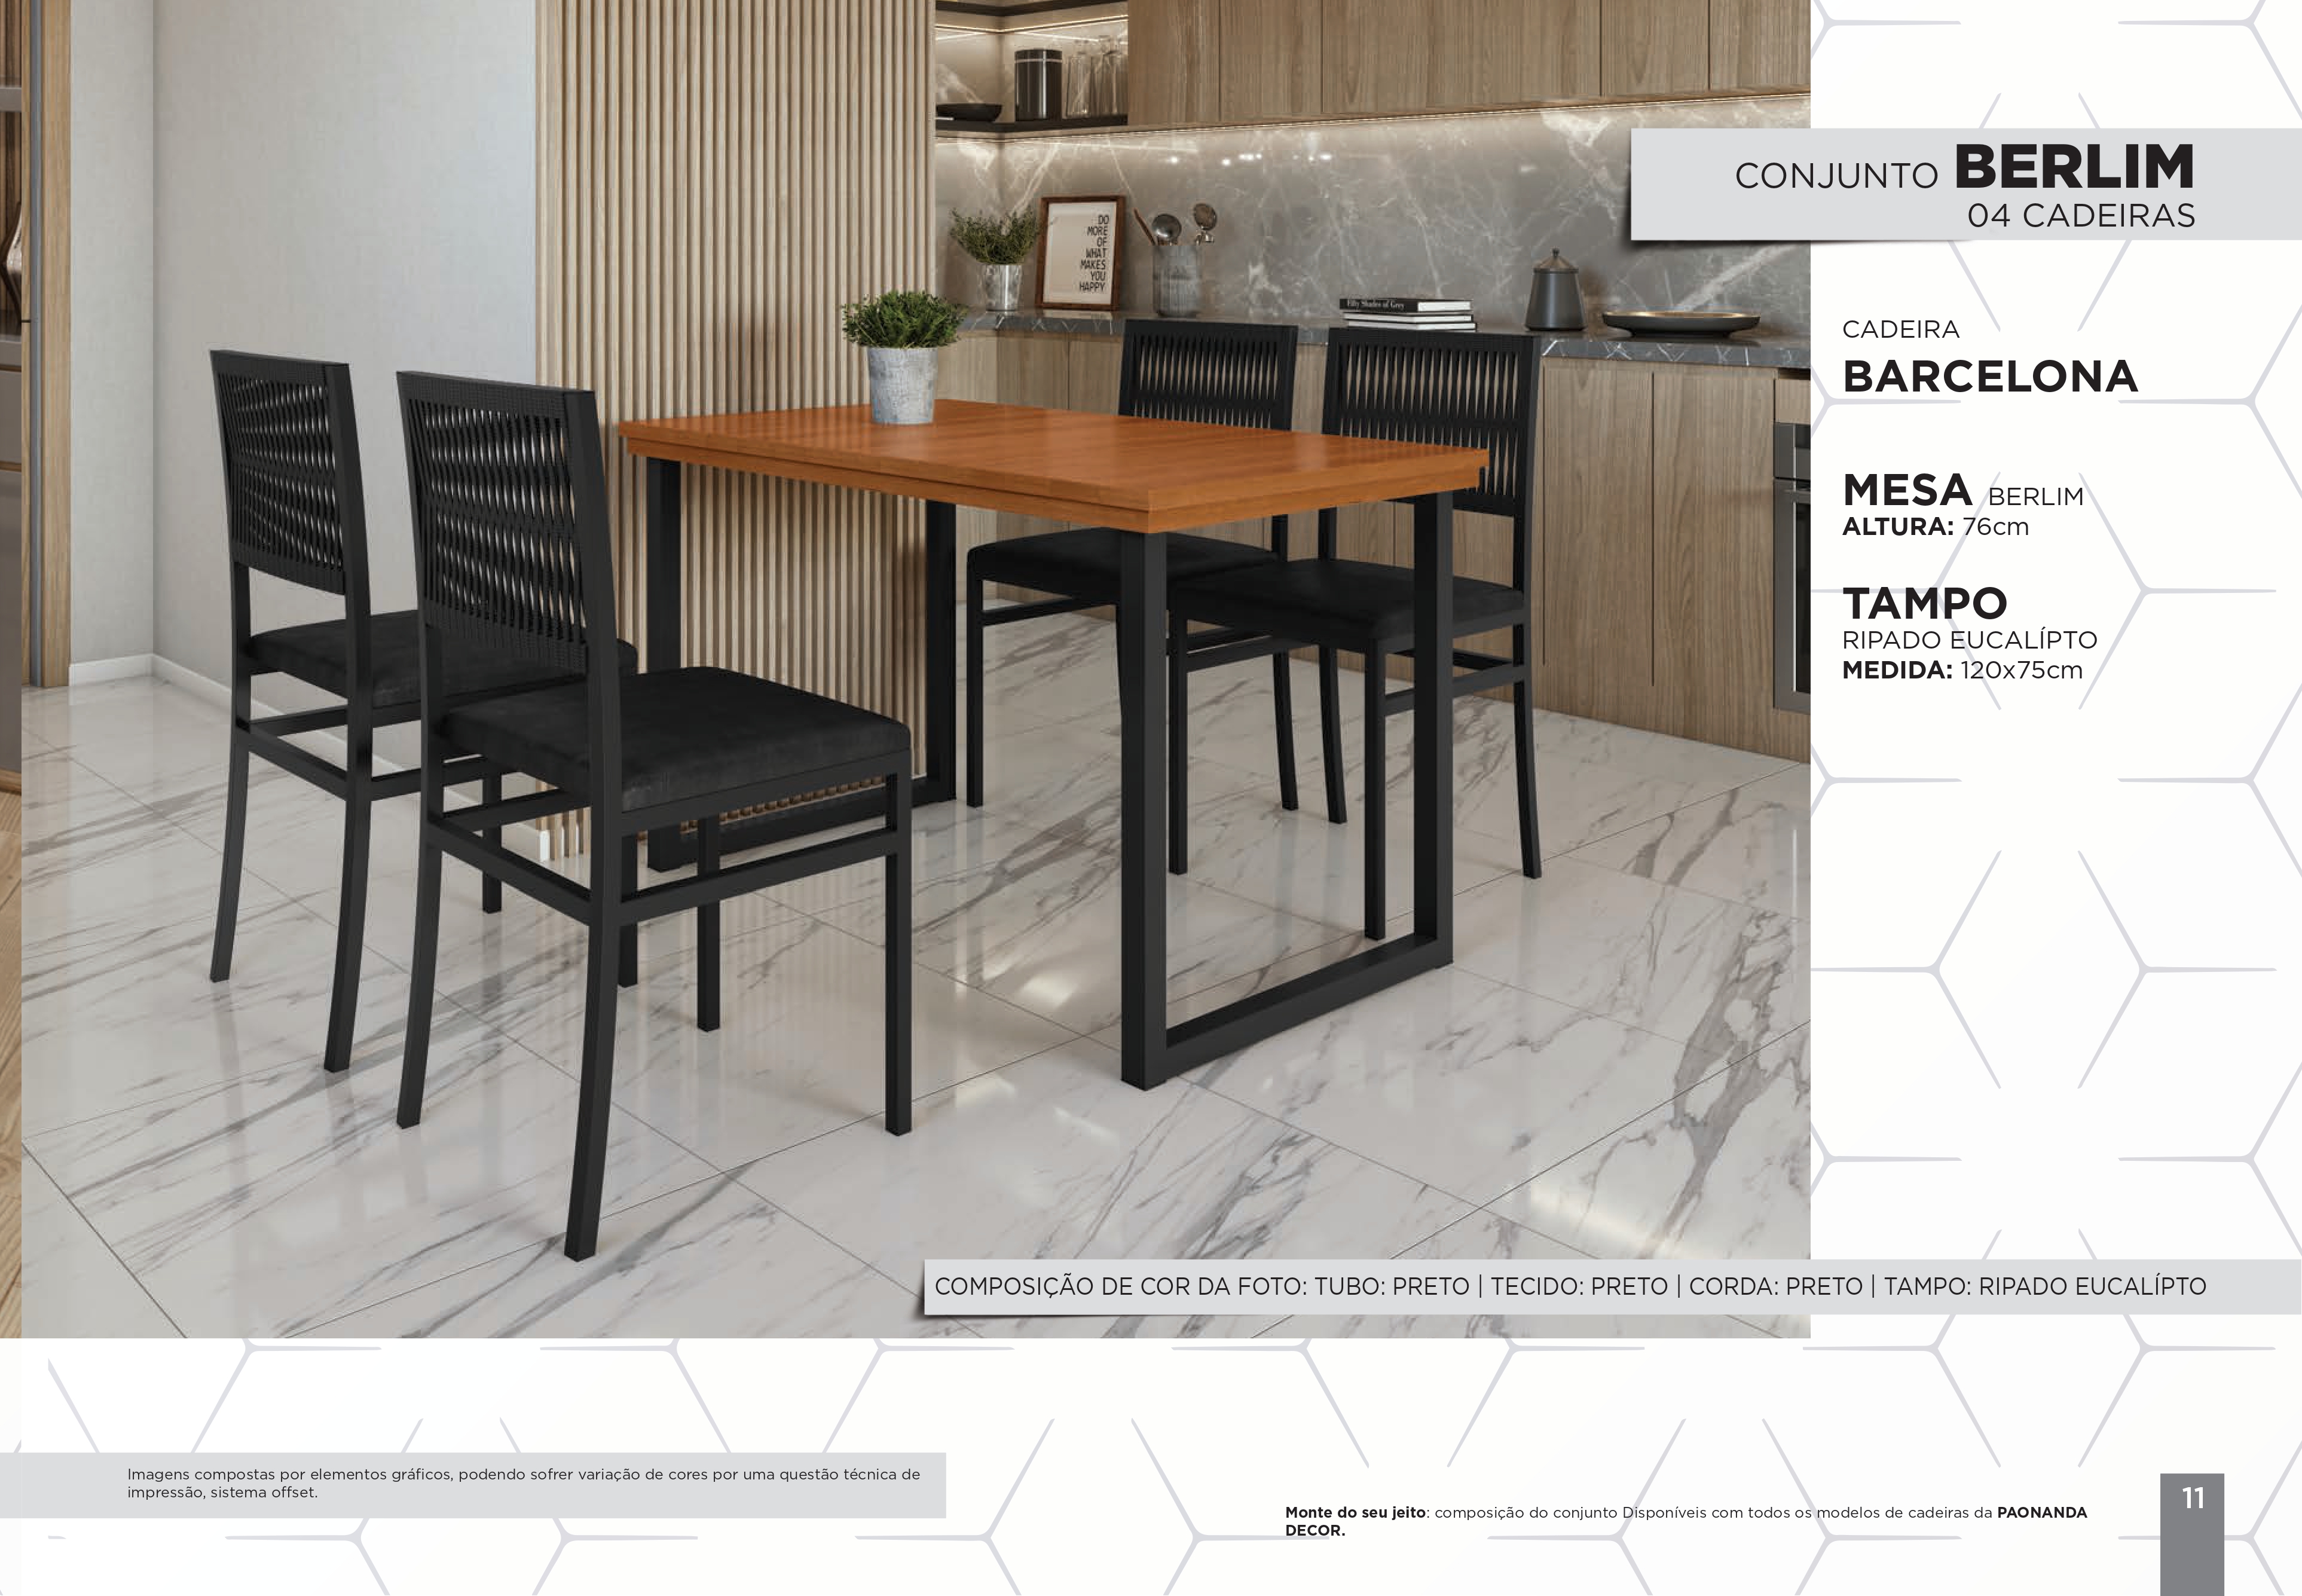 CONJUNTO BERLIM
04 CADEIRAS
DO
MORE
OF
WHAT
MAKES
YOU
HAPPY
Fifty Shades of Grey
CADEIRA
BARCELONA
MESA BERLIM
ALTURA: 76cm
TAMPO
RIPADO EUCALÍPTO
MEDIDA: 120x75cm
COMPOSIÇÃO DE COR DA FOTO: TUBO: PRETO | TECIDO: PRETO | CORDA: PRETO | TAMPO: RIPADO EUCALÍPTO
Imagens compostas por elementos gráficos, podendo sofrer variação de cores por uma questão técnica de
impressão, sistema offset.
Monte do seu jeito: composição do conjunto Disponíveis com todos os modelos de cadeiras da PAONANDA
DECOR.
11